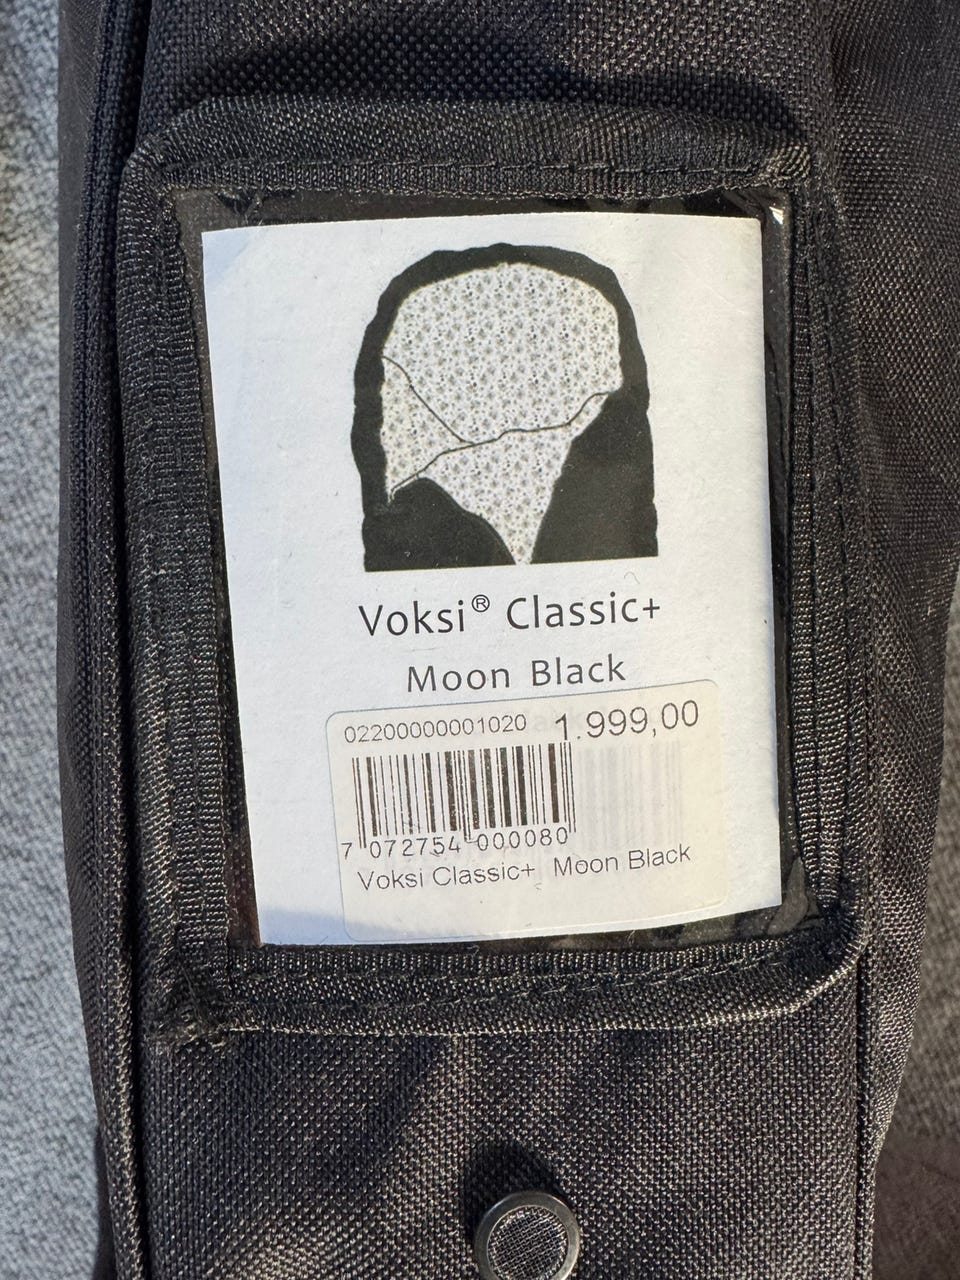 Voksi® Classic+
Moon Black
02200000001020 1.999,00
7 072754 000080
Voksi Classic+ Moon Black